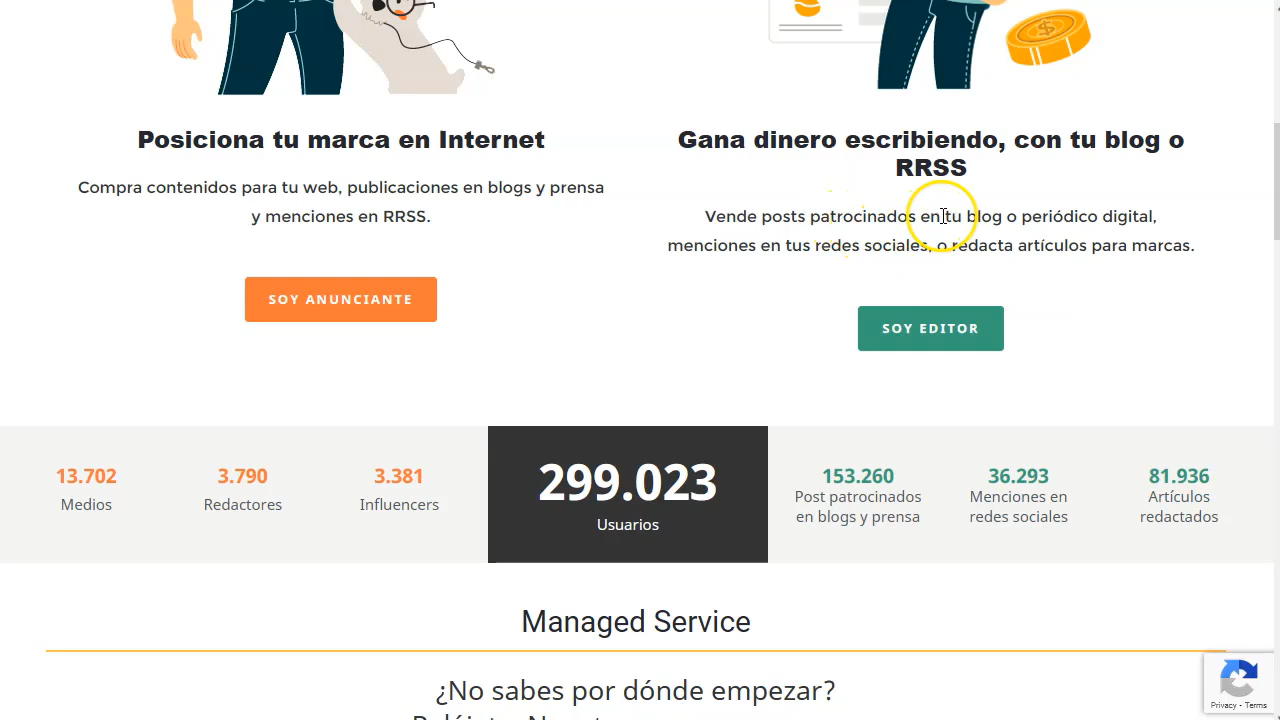 Posiciona tu marca en Internet
Compra contenidos para tu web, publicaciones en blogs y prensa
y menciones en RRSS.
SOY ANUNCIANTE
Gana dinero escribiendo, con tu blog o
RRSS
Vende posts patrocinados en tu blog o periódico digital,
menciones en tus redes sociales, o redacta artículos para marcas.
SOY EDITOR
13.702
Medios
3.790
Redactores
3.381
Influencers
299.023
Usuarios
153.260
Post patrocinados
en blogs y prensa
36.293
Menciones en
redes sociales
81.936
Artículos
redactados
Managed Service
¿No sabes por dónde empezar?
Privacy - Terms